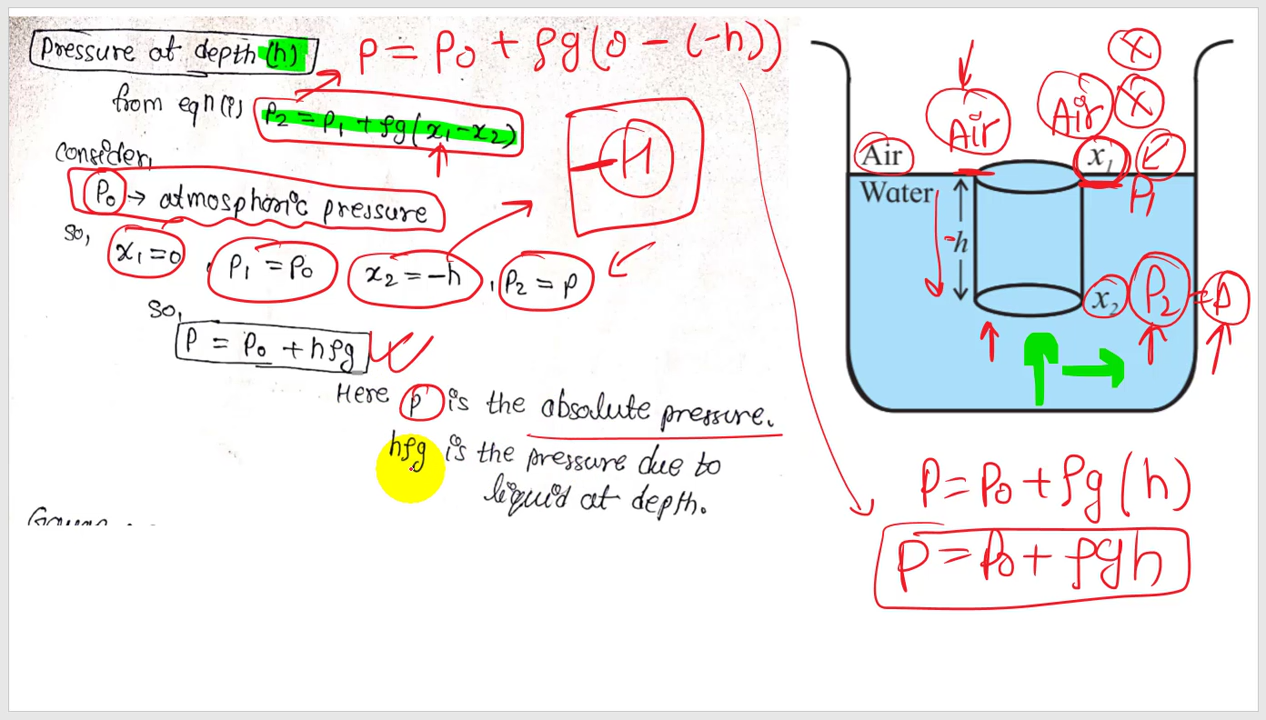 Pressure at depth (h)
P = P₀ + ρg(0 - (-h))
from eqn (i) P₂ = P₁ + ρg(x₁ - x₂)
Consider,
P₀ → atmosphoric pressure
so,
x₁ = 0, P₁ = P₀, x₂ = -h, P₂ = P
so,
P = P₀ + hρg
Here P is the absolute pressure.
hρg is the pressure due to
liquid at depth.
H
Air
Air
Air
x₁
P₁
Water
-h
x₂
P₂ = P
P = P₀ + ρg(h)
P = P₀ + ρgh